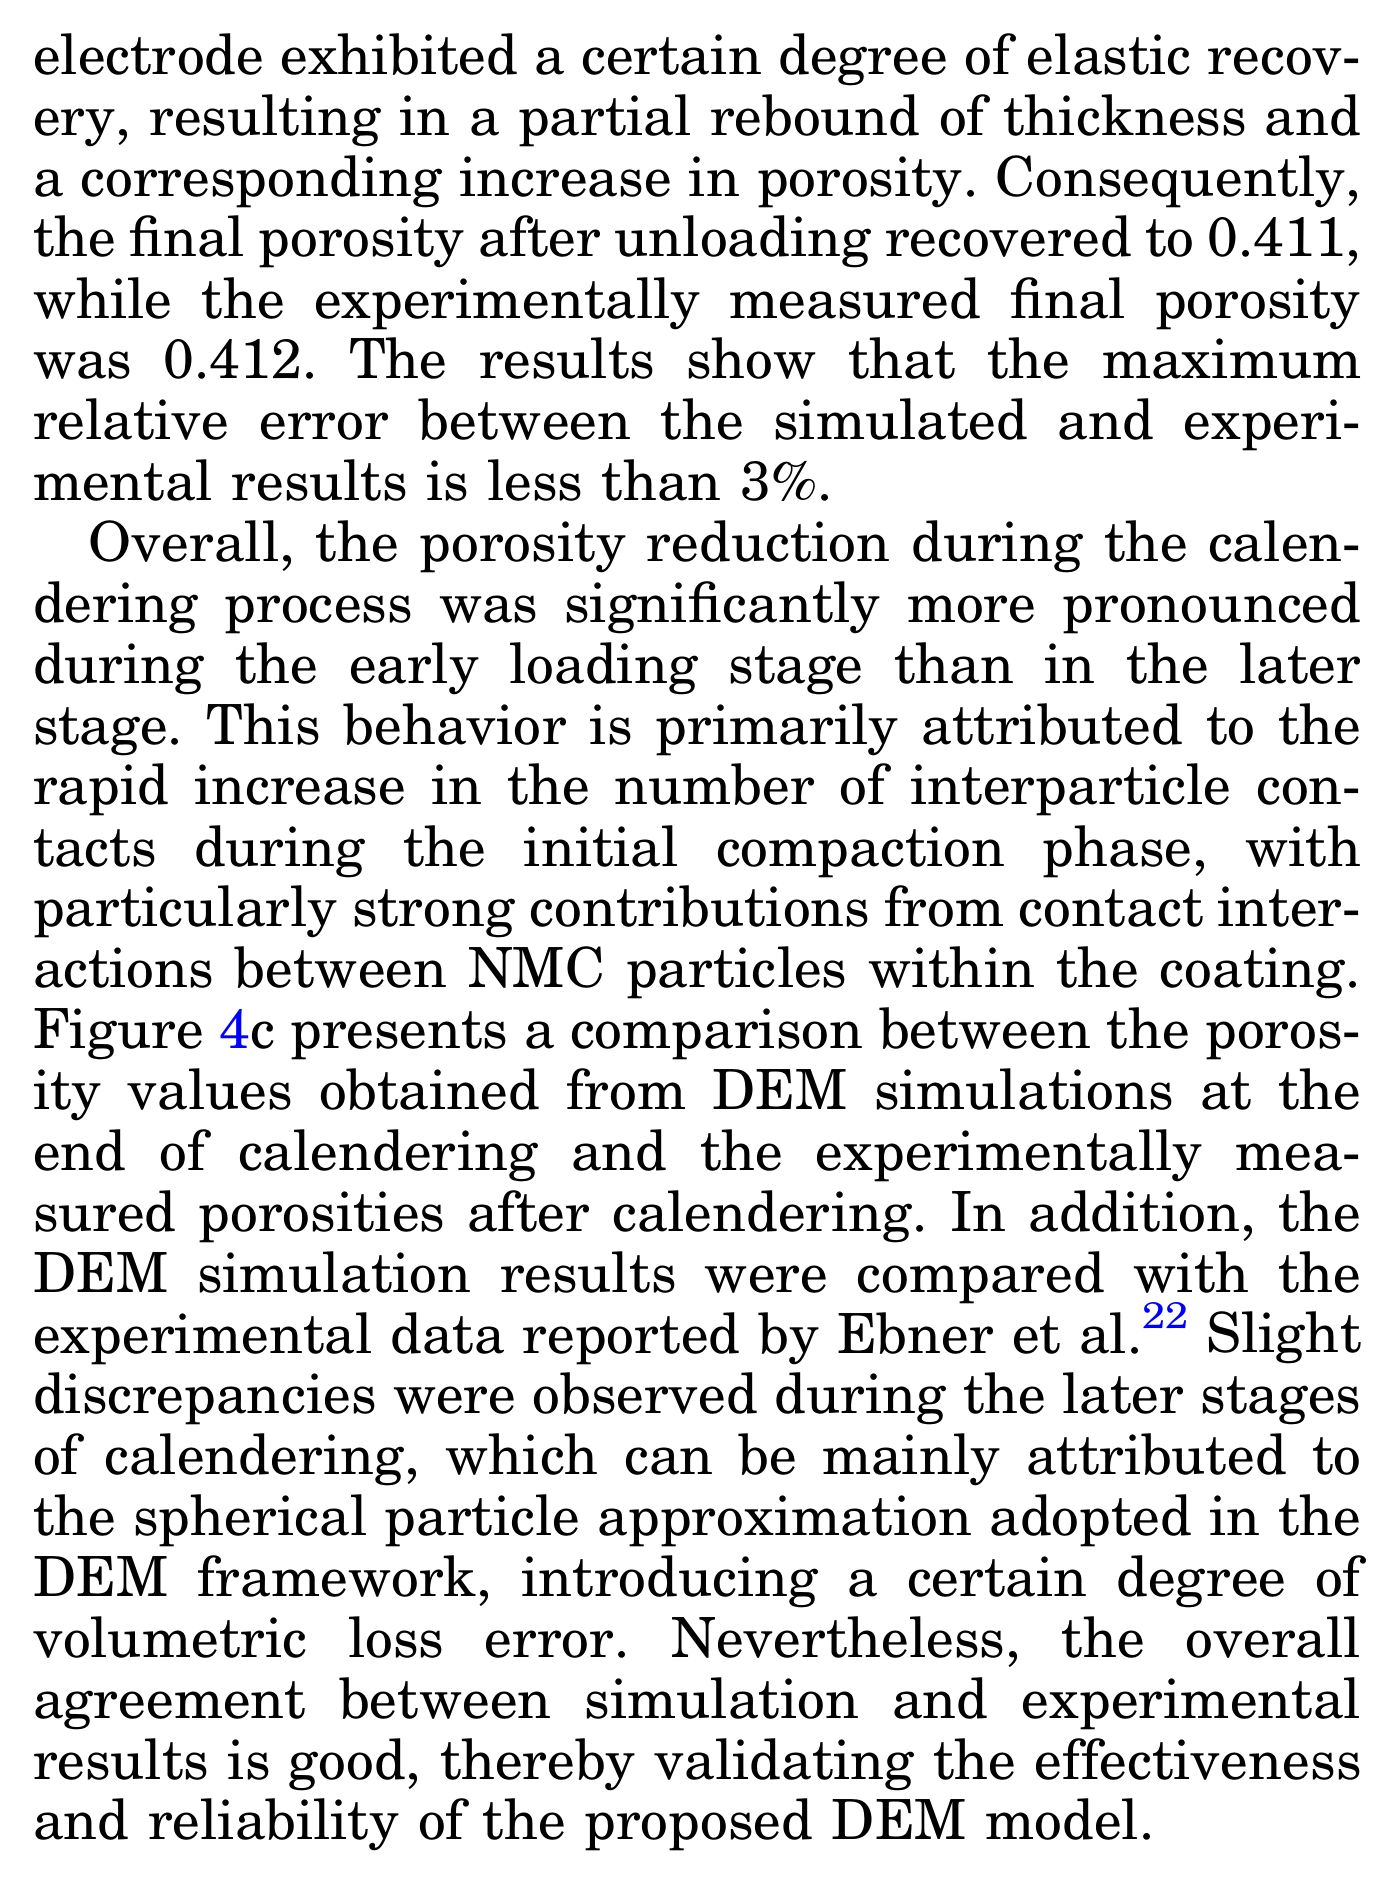 electrode exhibited a certain degree of elastic recov-
ery, resulting in a partial rebound of thickness and
a corresponding increase in porosity. Consequently,
the final porosity after unloading recovered to 0.411,
while the experimentally measured final porosity
was 0.412. The results show that the maximum
relative error between the simulated and experi-
mental results is less than 3%.
Overall, the porosity reduction during the calen-
dering process was significantly more pronounced
during the early loading stage than in the later
stage. This behavior is primarily attributed to the
rapid increase in the number of interparticle con-
tacts during the initial compaction phase, with
particularly strong contributions from contact inter-
actions between NMC particles within the coating.
Figure 4c presents a comparison between the poros-
ity values obtained from DEM simulations at the
end of calendering and the experimentally mea-
sured porosities after calendering. In addition, the
DEM simulation results were compared with the
experimental data reported by Ebner et al.22 Slight
discrepancies were observed during the later stages
of calendering, which can be mainly attributed to
the spherical particle approximation adopted in the
DEM framework, introducing a certain degree of
volumetric loss error. Nevertheless, the overall
agreement between simulation and experimental
results is good, thereby validating the effectiveness
and reliability of the proposed DEM model.